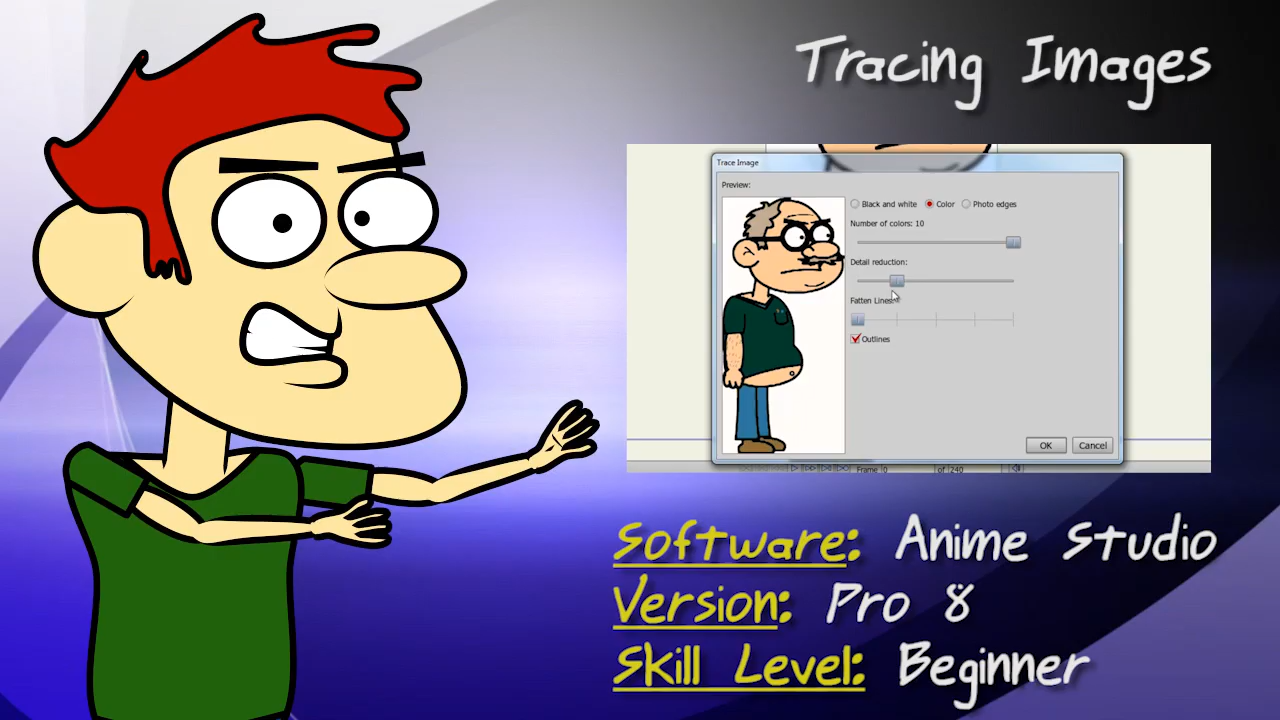 Tracing Images
Trace Image
Preview:
Black and white Color Photo edges
Number of colors: 10
Detail reduction:
Fatten Lines:
Outlines
OK Cancel
Frame 0 of 240
Software: Anime Studio
Version: Pro 8
Skill Level: Beginner